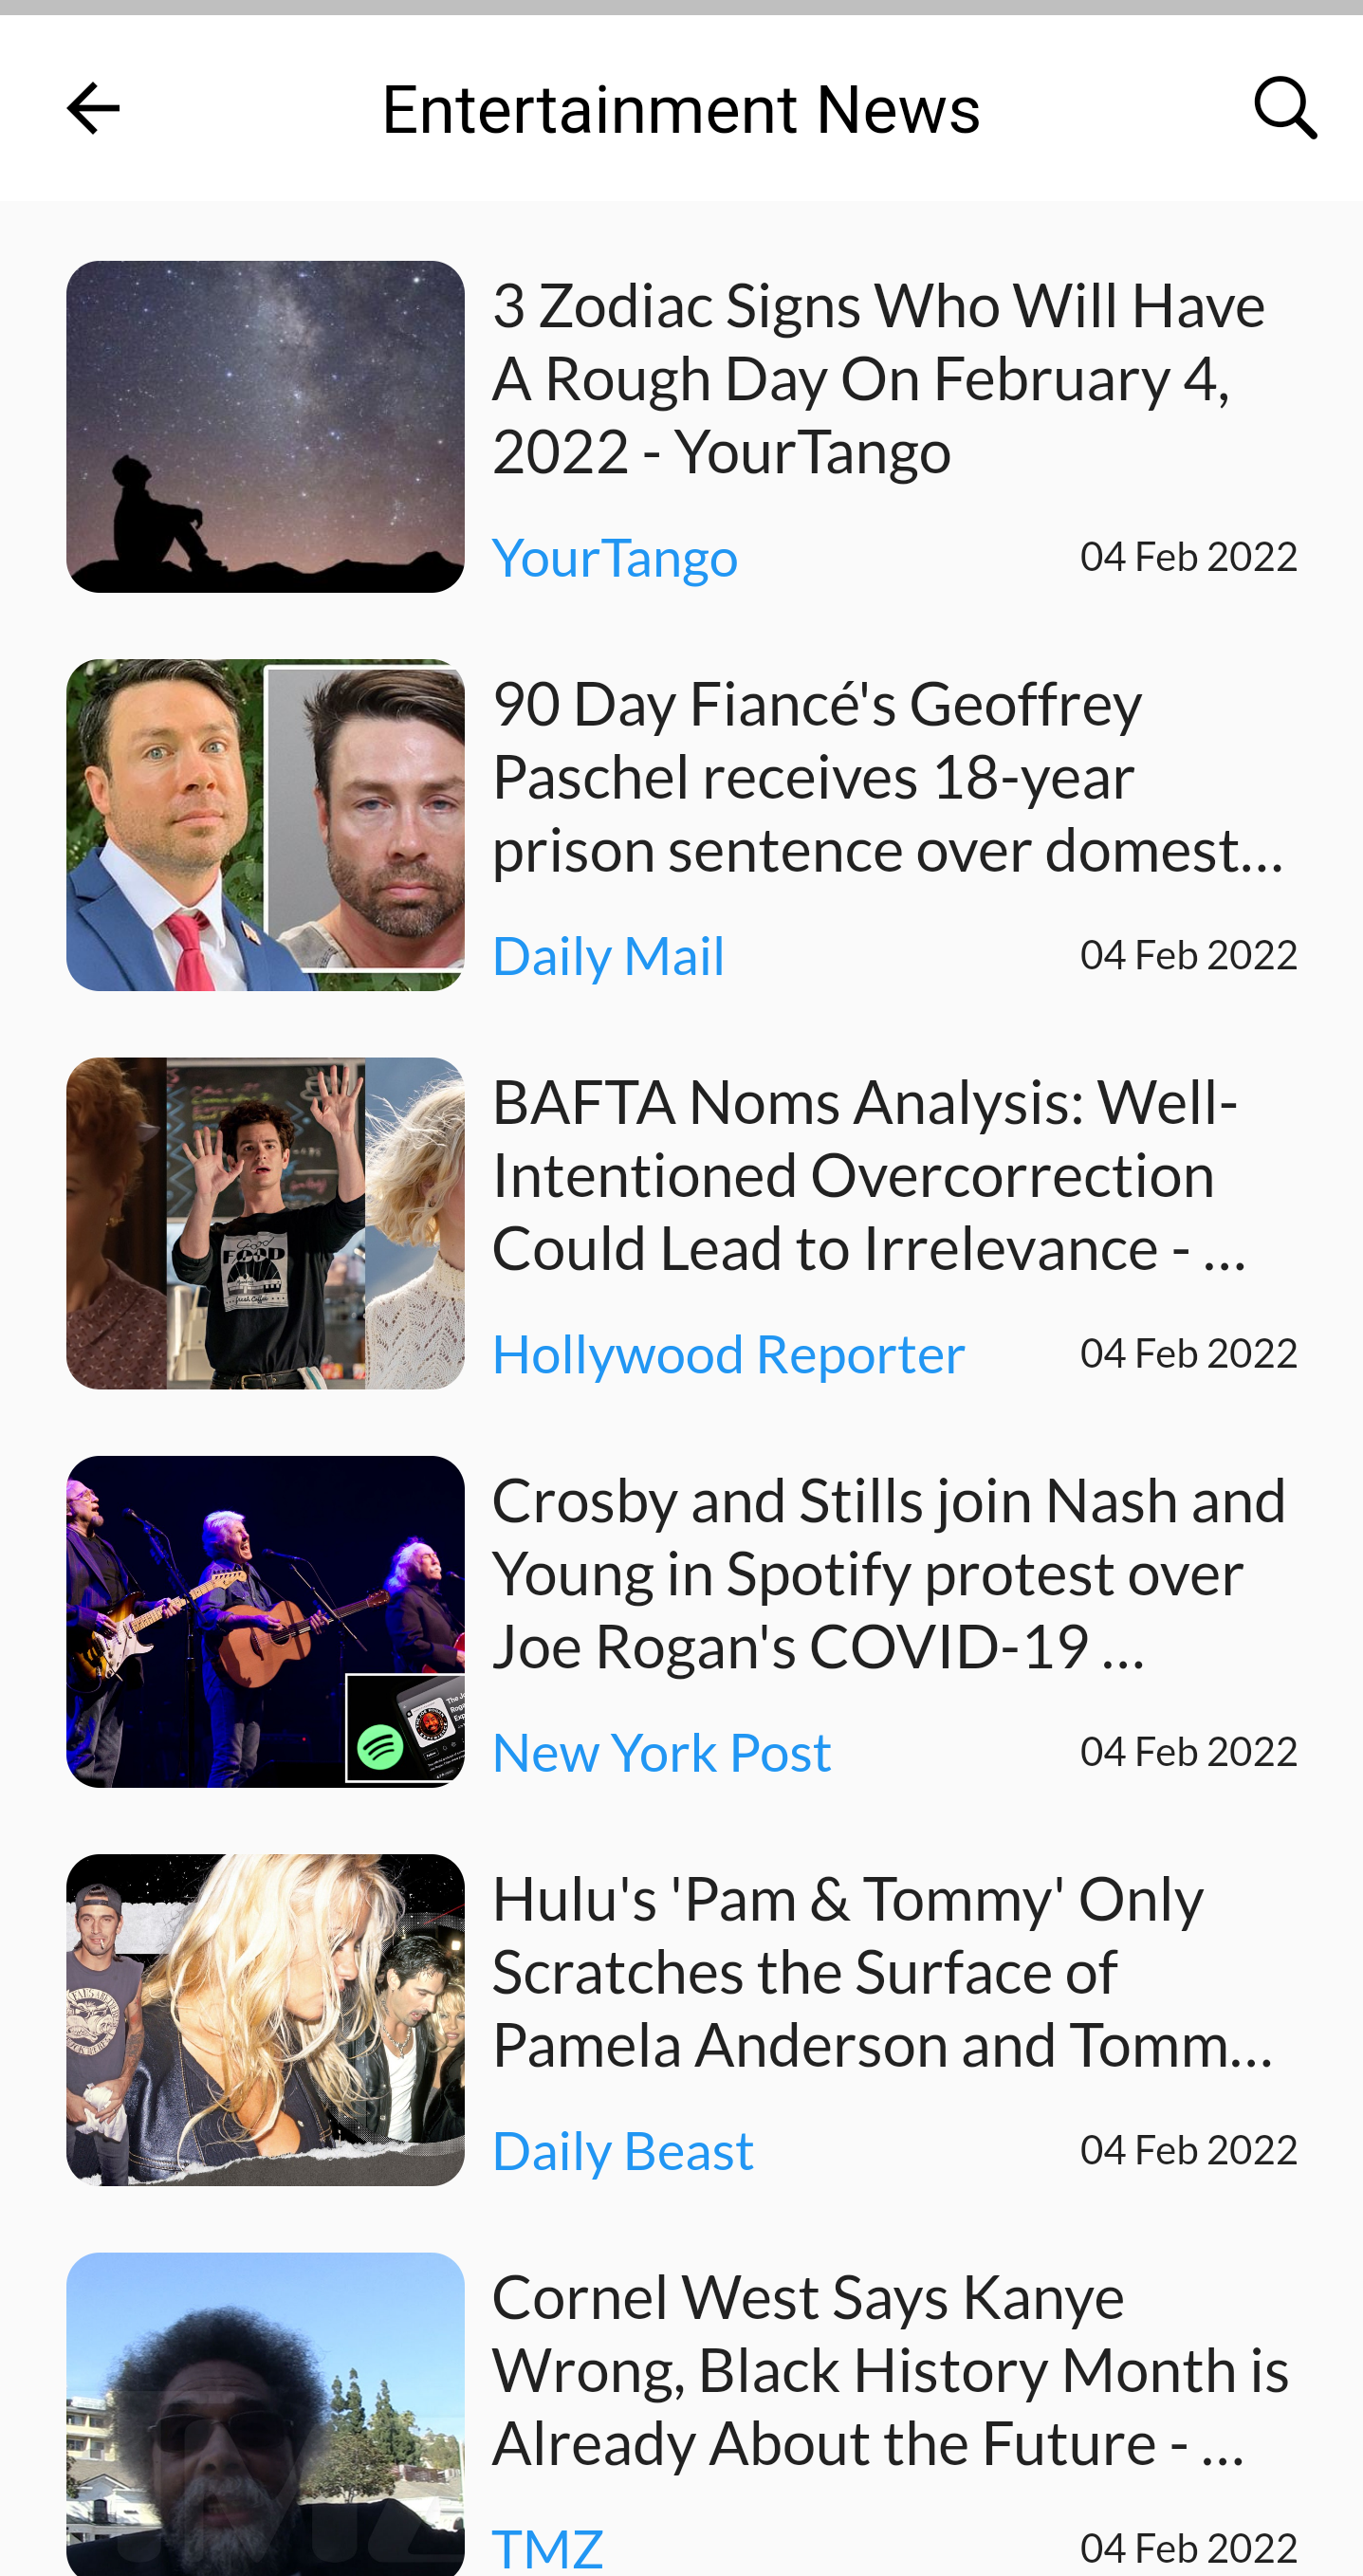 Entertainment News
3 Zodiac Signs Who Will Have
A Rough Day On February 4,
2022 - YourTango
YourTango
04 Feb 2022
90 Day Fiancé's Geoffrey
Paschel receives 18-year
prison sentence over domest...
Daily Mail
04 Feb 2022
Good
FOOD
fresh Coffee
BAFTA Noms Analysis: Well-
Intentioned Overcorrection
Could Lead to Irrelevance - ...
Hollywood Reporter
04 Feb 2022
Crosby and Stills join Nash and
Young in Spotify protest over
Joe Rogan's COVID-19 ...
New York Post
04 Feb 2022
Hulu's 'Pam & Tommy' Only
Scratches the Surface of
Pamela Anderson and Tomm...
Daily Beast
04 Feb 2022
Cornel West Says Kanye
Wrong, Black History Month is
Already About the Future - ...
TMZ
04 Feb 2022